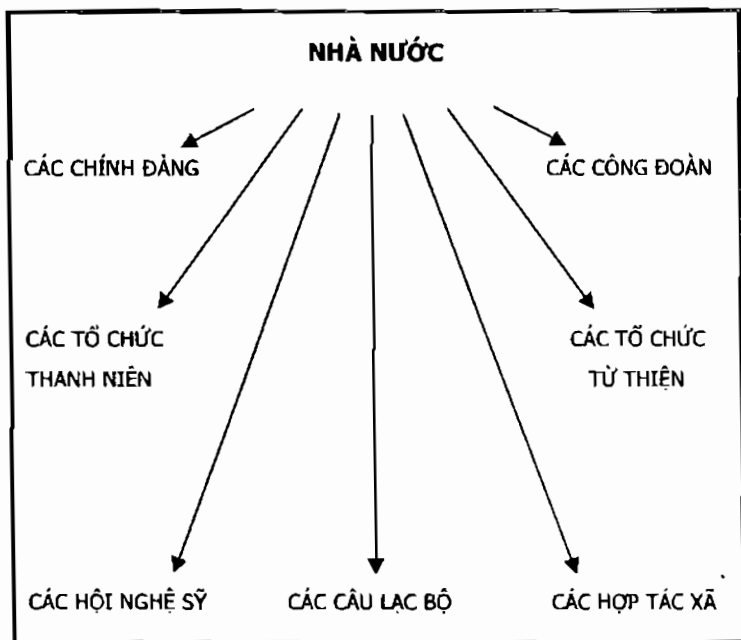 NHÀ NƯỚC
CÁC CHÍNH ĐẢNG
CÁC CÔNG ĐOÀN
CÁC TỔ CHỨC
THANH NIÊN
CÁC TỔ CHỨC
TỪ THIỆN
CÁC HỘI NGHỆ SỸ
CÁC CÂU LẠC BỘ
CÁC HỢP TÁC XÃ